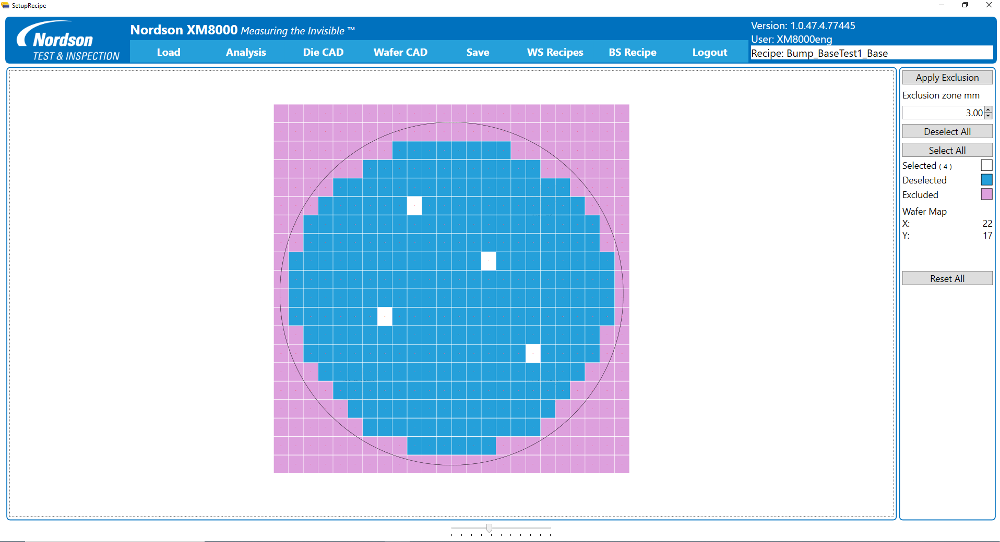 SetupRecipe
Nordson
TEST & INSPECTION
Nordson XM8000 Measuring the Invisible ™
Load Analysis Die CAD Wafer CAD Save WS Recipes BS Recipe Logout
Version: 1.0.47.4.77445
User: XM8000eng
Recipe: Bump_BaseTest1_Base
Apply Exclusion
Exclusion zone mm
3.00
Deselect All
Select All
Selected ( 4 )
Deselected
Excluded
Wafer Map
X: 22
Y: 17
Reset All